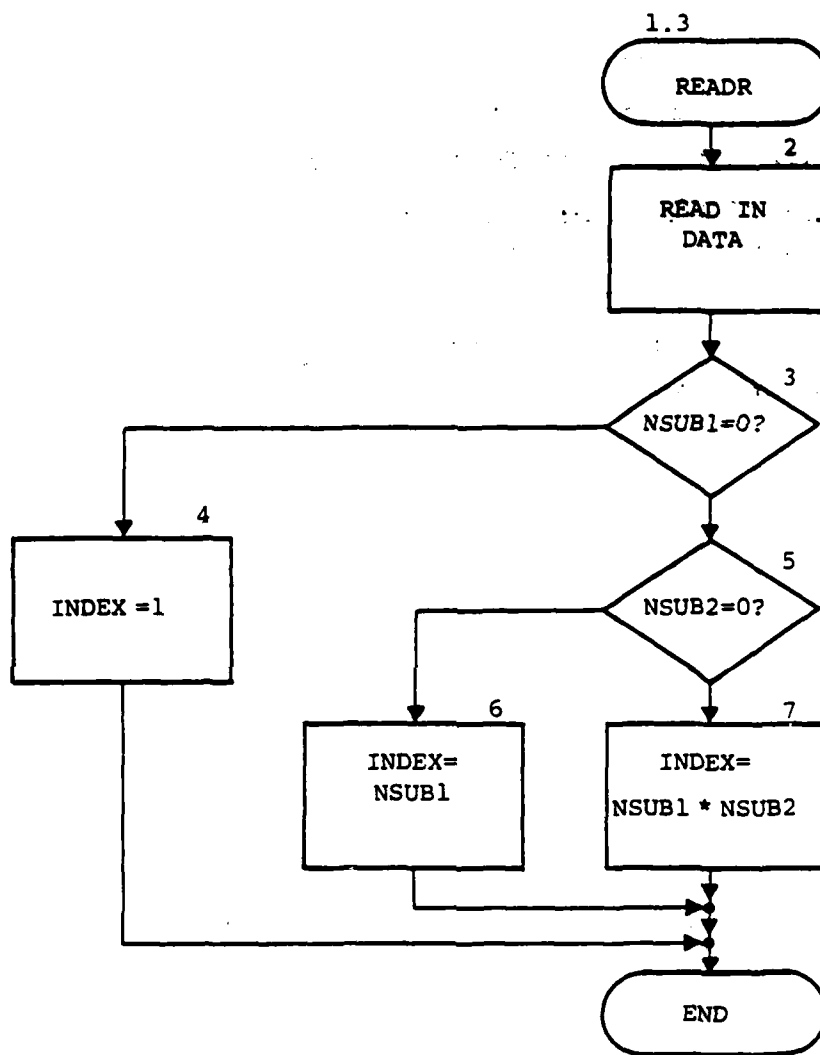 1.3
READR
2
READ IN
DATA
3
NSUB1=0?
4
INDEX =1
5
NSUB2=0?
6
INDEX=
NSUB1
7
INDEX=
NSUB1 * NSUB2
END